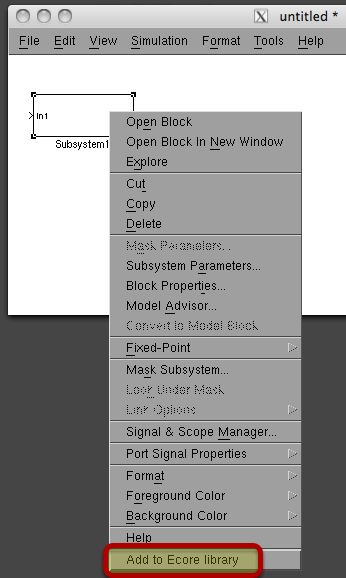 untitled *
File Edit View Simulation Format Tools Help
In1
Subsystem1
Open Block
Open Block In New Window
Explore
Cut
Copy
Delete
Mask Parameters...
Subsystem Parameters...
Block Properties...
Model Advisor...
Convert to Model Block
Fixed-Point
Mask Subsystem...
Look Under Mask
Link Options
Signal & Scope Manager...
Port Signal Properties
Format
Foreground Color
Background Color
Help
Add to Ecore library